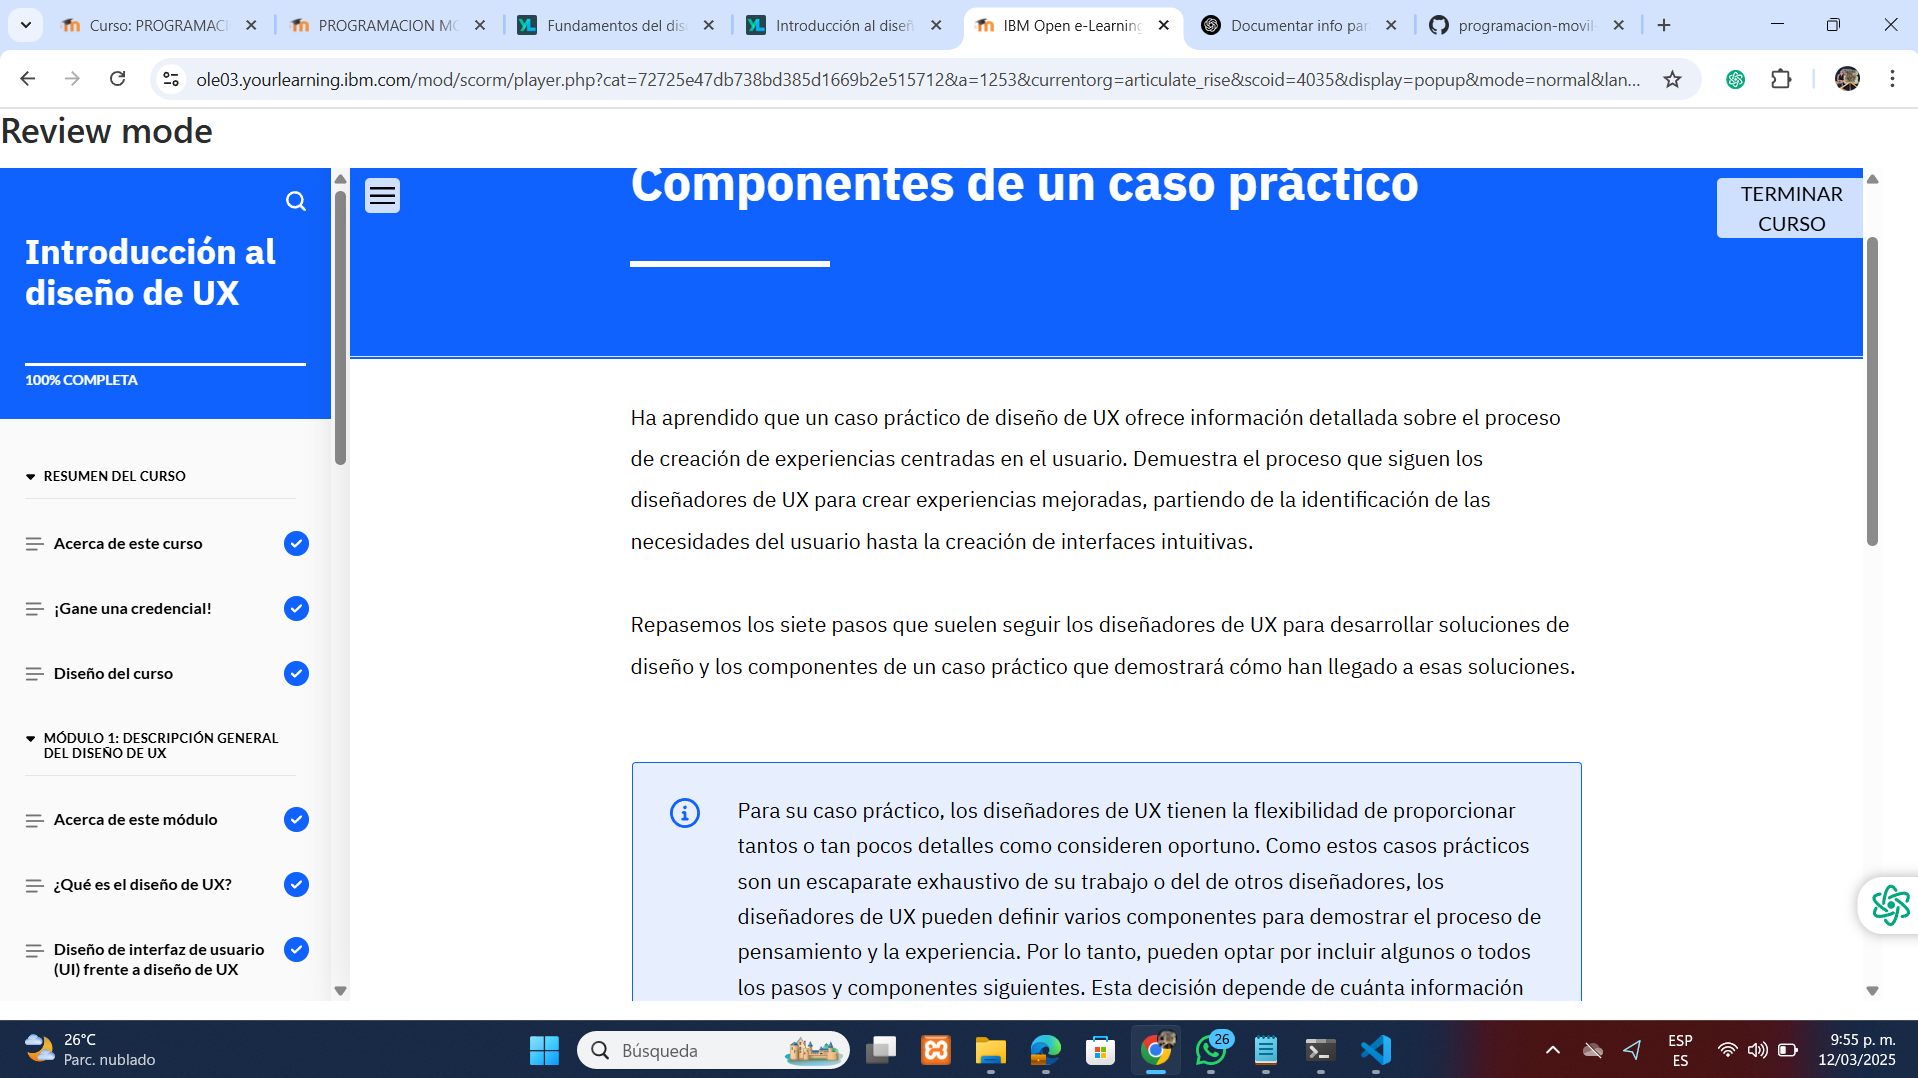 Curso: PROGRAMACI
PROGRAMACION MO
Fundamentos del dis
Introducción al diseñ
IBM Open e-Learning
Documentar info par
programacion-movil-
ole03.yourlearning.ibm.com/mod/scorm/player.php?cat=72725e47db738bd385d1669b2e515712&a=1253&currentorg=articulate_rise&scoid=4035&display=popup&mode=normal&lan...
Review mode
Introducción al
diseño de UX
100% COMPLETA
RESUMEN DEL CURSO
Acerca de este curso
¡Gane una credencial!
Diseño del curso
MÓDULO 1: DESCRIPCIÓN GENERAL
DEL DISEÑO DE UX
Acerca de este módulo
¿Qué es el diseño de UX?
Diseño de interfaz de usuario
(UI) frente a diseño de UX
Componentes de un caso práctico
TERMINAR
CURSO
Ha aprendido que un caso práctico de diseño de UX ofrece información detallada sobre el proceso
de creación de experiencias centradas en el usuario. Demuestra el proceso que siguen los
diseñadores de UX para crear experiencias mejoradas, partiendo de la identificación de las
necesidades del usuario hasta la creación de interfaces intuitivas.
Repasemos los siete pasos que suelen seguir los diseñadores de UX para desarrollar soluciones de
diseño y los componentes de un caso práctico que demostrará cómo han llegado a esas soluciones.
Para su caso práctico, los diseñadores de UX tienen la flexibilidad de proporcionar
tantos o tan pocos detalles como consideren oportuno. Como estos casos prácticos
son un escaparate exhaustivo de su trabajo o del de otros diseñadores, los
diseñadores de UX pueden definir varios componentes para demostrar el proceso de
pensamiento y la experiencia. Por lo tanto, pueden optar por incluir algunos o todos
los pasos y componentes siguientes. Esta decisión depende de cuánta información
26°C
Parc. nublado
Búsqueda
26
ESP
ES
9:55 p. m.
12/03/2025